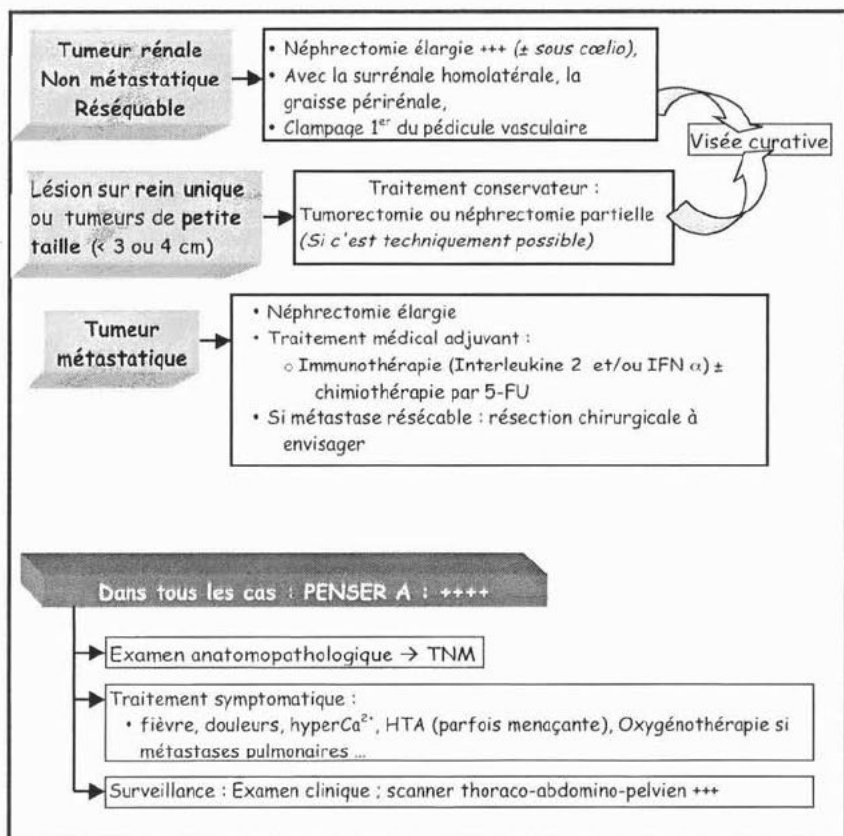 Tumeur rénale
Non métastatique
Réséquable
• Néphrectomie élargie +++ (± sous cœlio),
• Avec la surrénale homolatérale, la
graisse périrénale,
• Clampage 1er du pédicule vasculaire
Visée curative
Lésion sur rein unique
ou tumeurs de petite
taille (< 3 ou 4 cm)
Traitement conservateur :
Tumorectomie ou néphrectomie partielle
(Si c'est techniquement possible)
Tumeur
métastatique
• Néphrectomie élargie
• Traitement médical adjuvant :
o Immunothérapie (Interleukine 2 et/ou IFN α) ±
chimiothérapie par 5-FU
• Si métastase résécable : résection chirurgicale à
envisager
Dans tous les cas : PENSER A : ++++
Examen anatomopathologique → TNM
Traitement symptomatique :
• fièvre, douleurs, hyperCa2+, HTA (parfois menaçante), Oxygénothérapie si
métastases pulmonaires ...
Surveillance : Examen clinique ; scanner thoraco-abdomino-pelvien +++